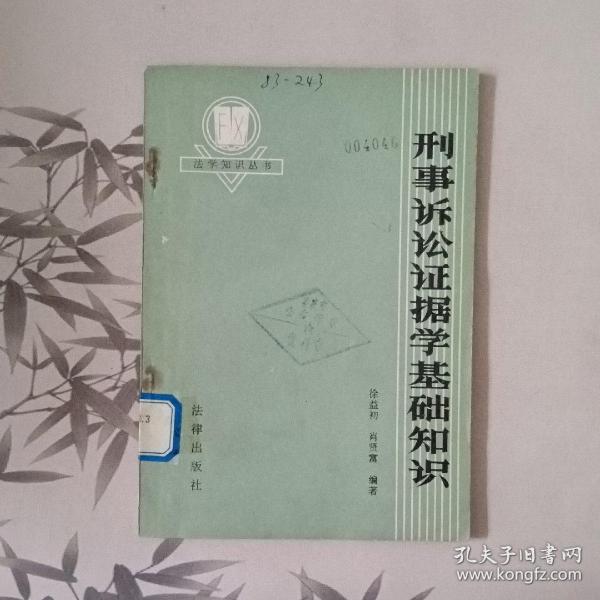 83-243
FX
法学知识丛书
004046
刑事诉讼证据学基础知识
徐益初 肖贤富 编著
法律出版社
.3
孔夫子旧书网
www.kongfz.com